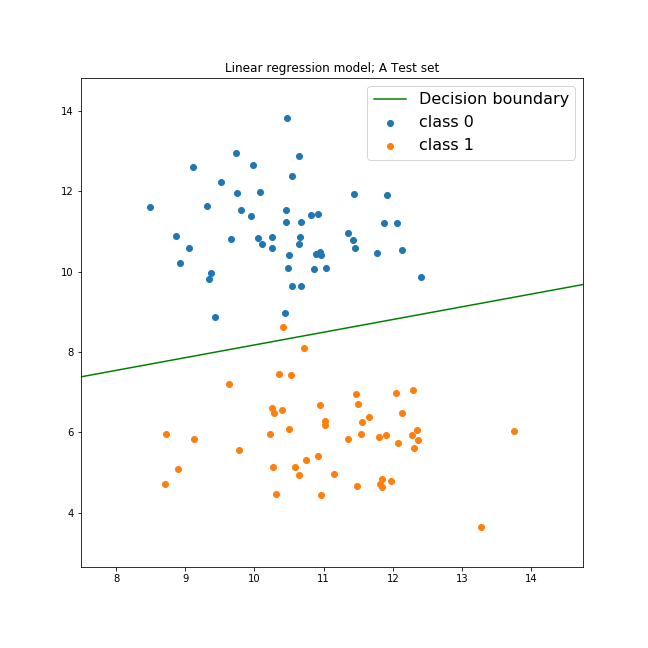 Linear regression model; A Test set
Decision boundary
class 0
class 1
14
12
10
8
6
4
8 9 10 11 12 13 14